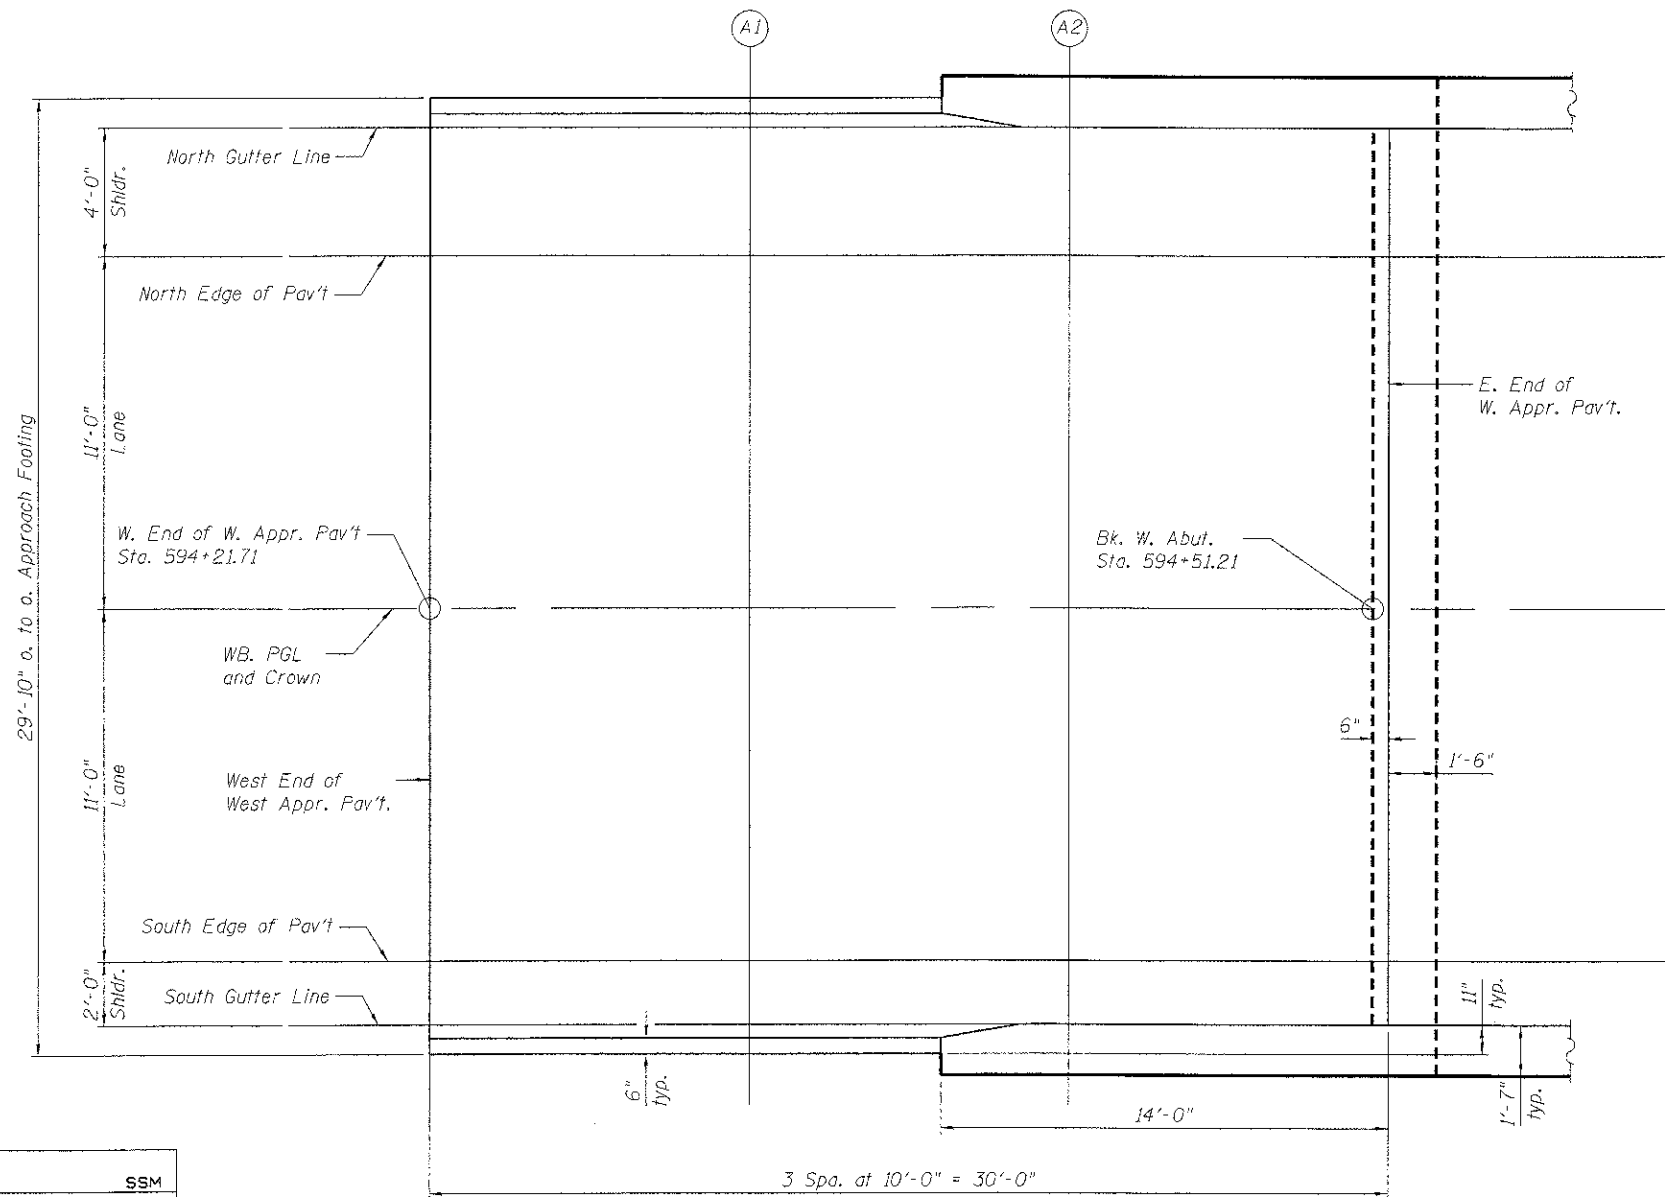 A1
A2
North Gutter Line
4'-0"
Shldr.
North Edge of Pav't
11'-0"
Lane
E. End of
W. Appr. Pav't.
29'-10" o. to o. Approach Footing
W. End of W. Appr. Pav't
Sta. 594+21.71
Bk. W. Abut.
Sta. 594+51.21
WB. PGL
and Crown
6"
1'-6"
11'-0"
Lane
West End of
West Appr. Pav't.
South Edge of Pav't
2'-0"
Shldr.
South Gutter Line
11"
typ.
6"
typ.
14'-0"
1'-7"
typ.
3 Spa. at 10'-0" = 30'-0"
SSM